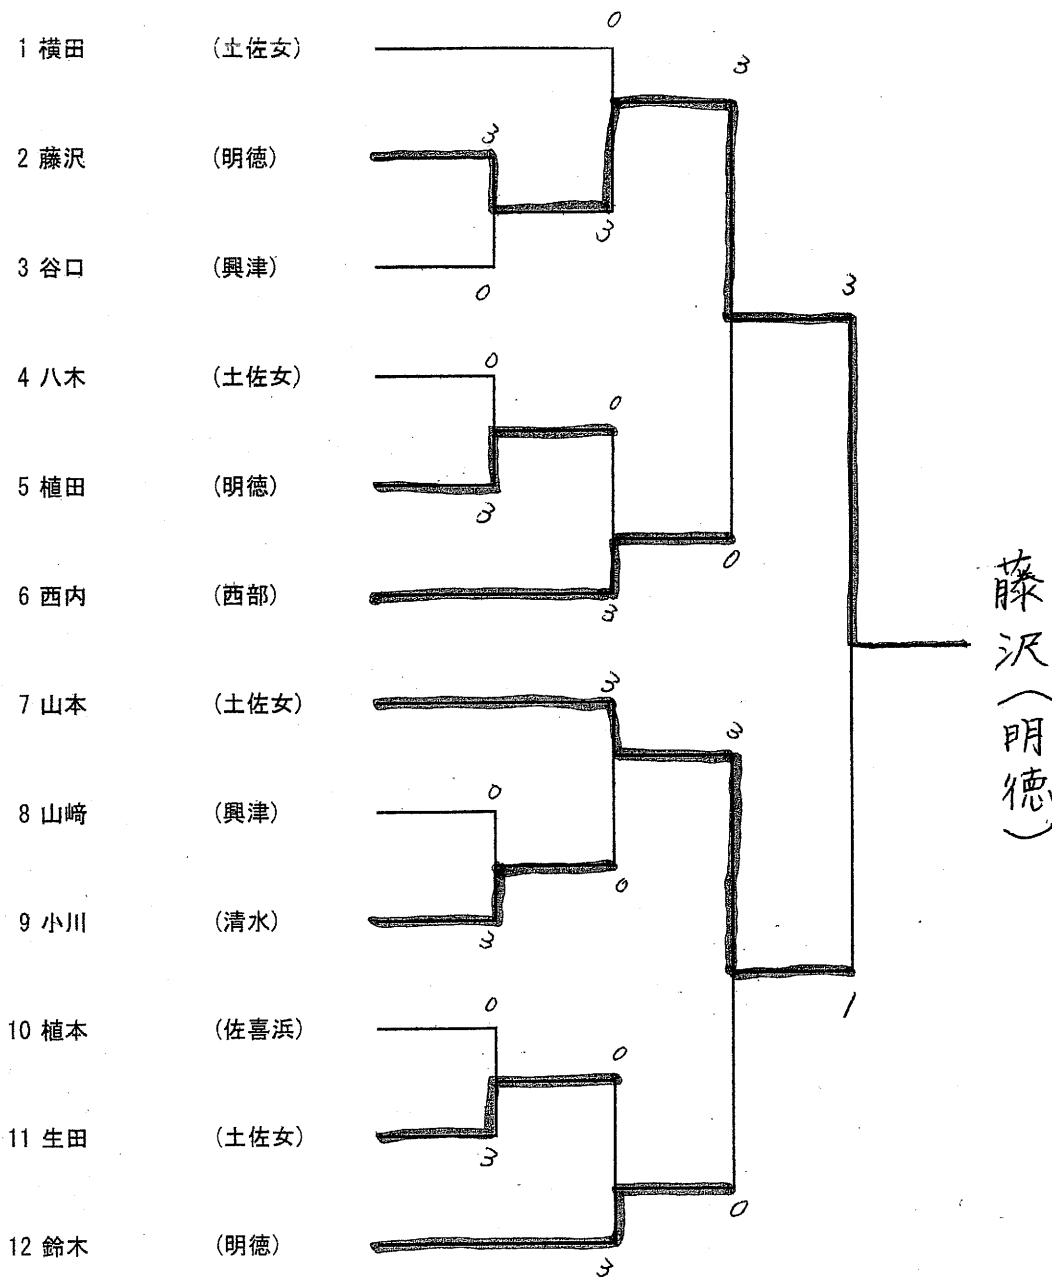 0
1 横田 (土佐女)
3
3
2 藤沢 (明徳)
3
3 谷口 (興津)
0
3
0
4 八木 (土佐女)
0
5 植田 (明徳)
3
0
6 西内 (西部)
3
藤沢(明徳)
3
7 山本 (土佐女)
3
0
8 山﨑 (興津)
0
9 小川 (清水)
3
1
0
10 植本 (佐喜浜)
0
11 生田 (土佐女)
3
0
12 鈴木 (明徳)
3